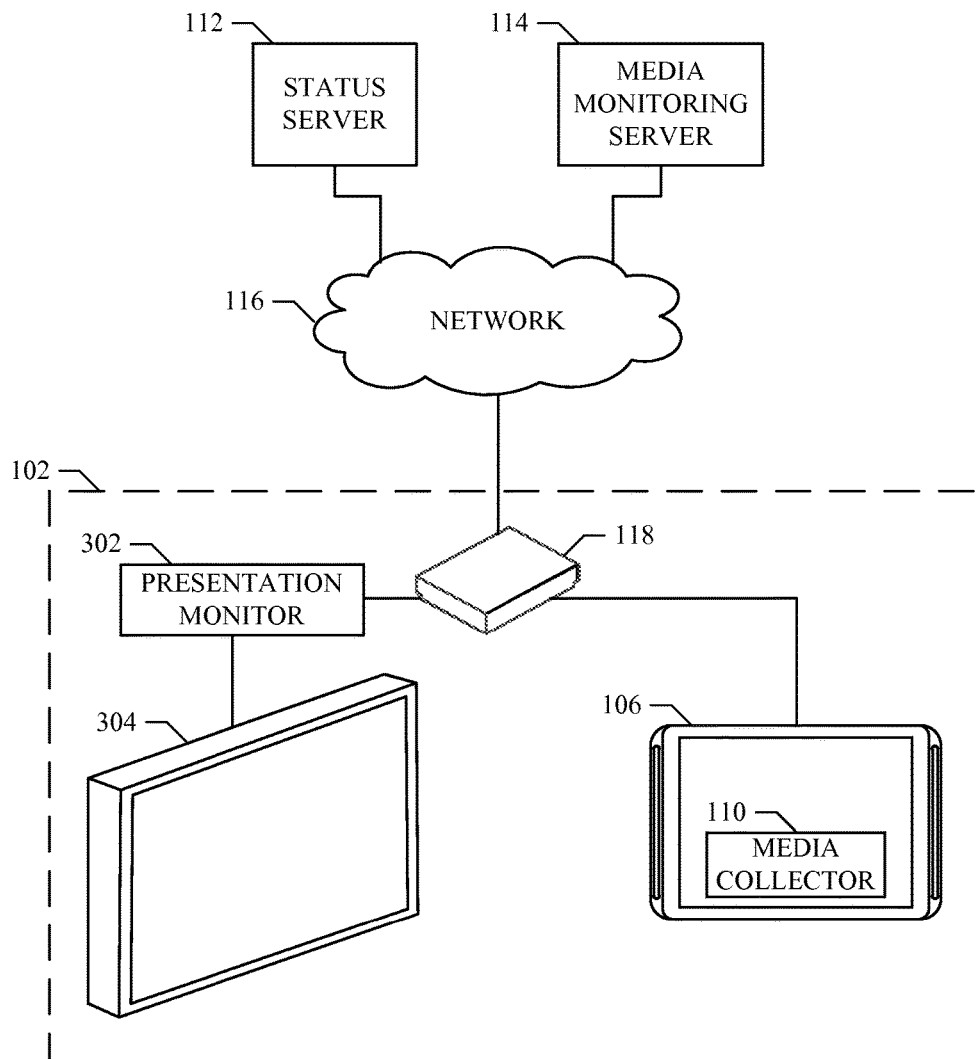 112
STATUS
SERVER
114
MEDIA
MONITORING
SERVER
116
NETWORK
102
302
PRESENTATION
MONITOR
118
304
106
110
MEDIA
COLLECTOR